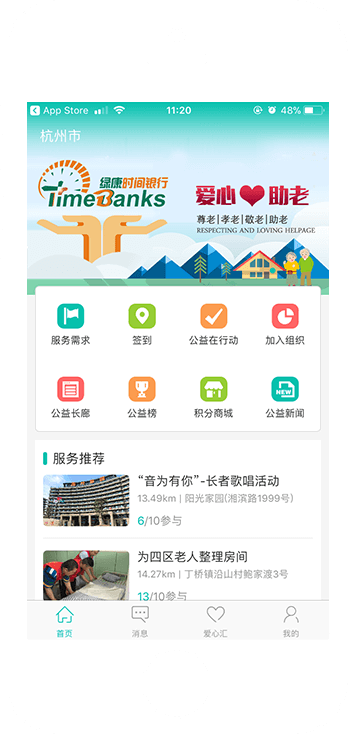 App Store 11:20 48%
杭州市
绿康时间银行
TimeBanks
爱心助老
尊老|孝老|敬老|助老
RESPECTING AND LOVING HELPAGE
服务需求 签到 公益在行动 加入组织
NEW
公益长廊 公益榜 积分商城 公益新闻
服务推荐
“音为有你”-长者歌唱活动
13.49km | 阳光家园(湘滨路1999号)
6/10参与
为四区老人整理房间
14.27km | 丁桥镇沿山村鲍家渡3号
13/10参与
首页 消息 爱心汇 我的